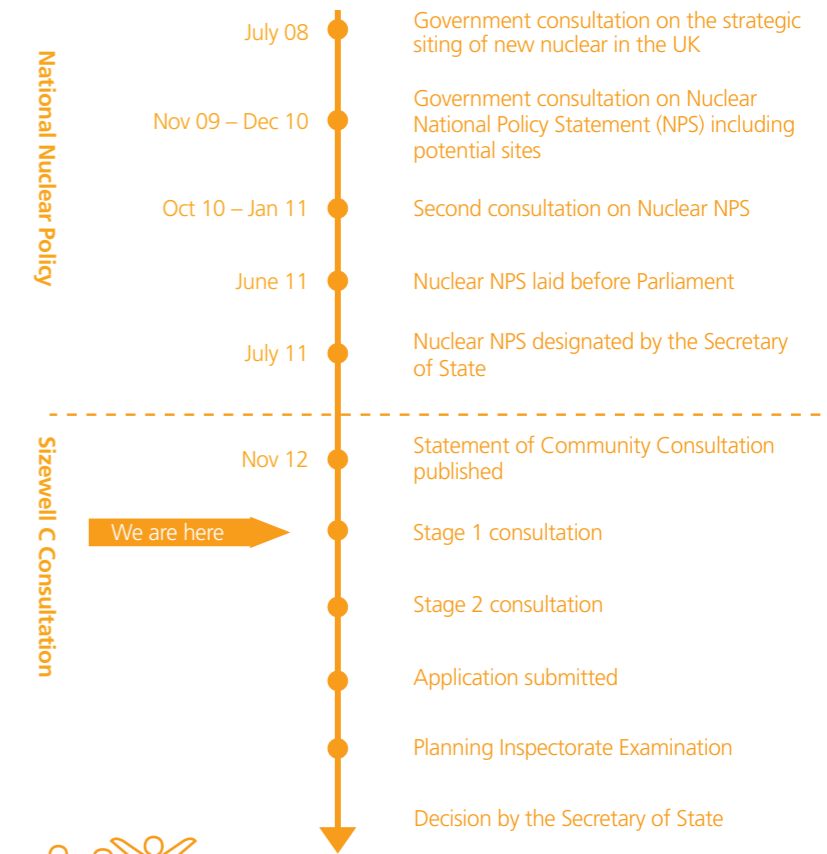 National Nuclear Policy
July 08
Government consultation on the strategic
siting of new nuclear in the UK
Nov 09 – Dec 10
Government consultation on Nuclear
National Policy Statement (NPS) including
potential sites
Oct 10 – Jan 11
Second consultation on Nuclear NPS
June 11
Nuclear NPS laid before Parliament
July 11
Nuclear NPS designated by the Secretary
of State
Sizewell C Consultation
Nov 12
Statement of Community Consultation
published
We are here
Stage 1 consultation
Stage 2 consultation
Application submitted
Planning Inspectorate Examination
Decision by the Secretary of State